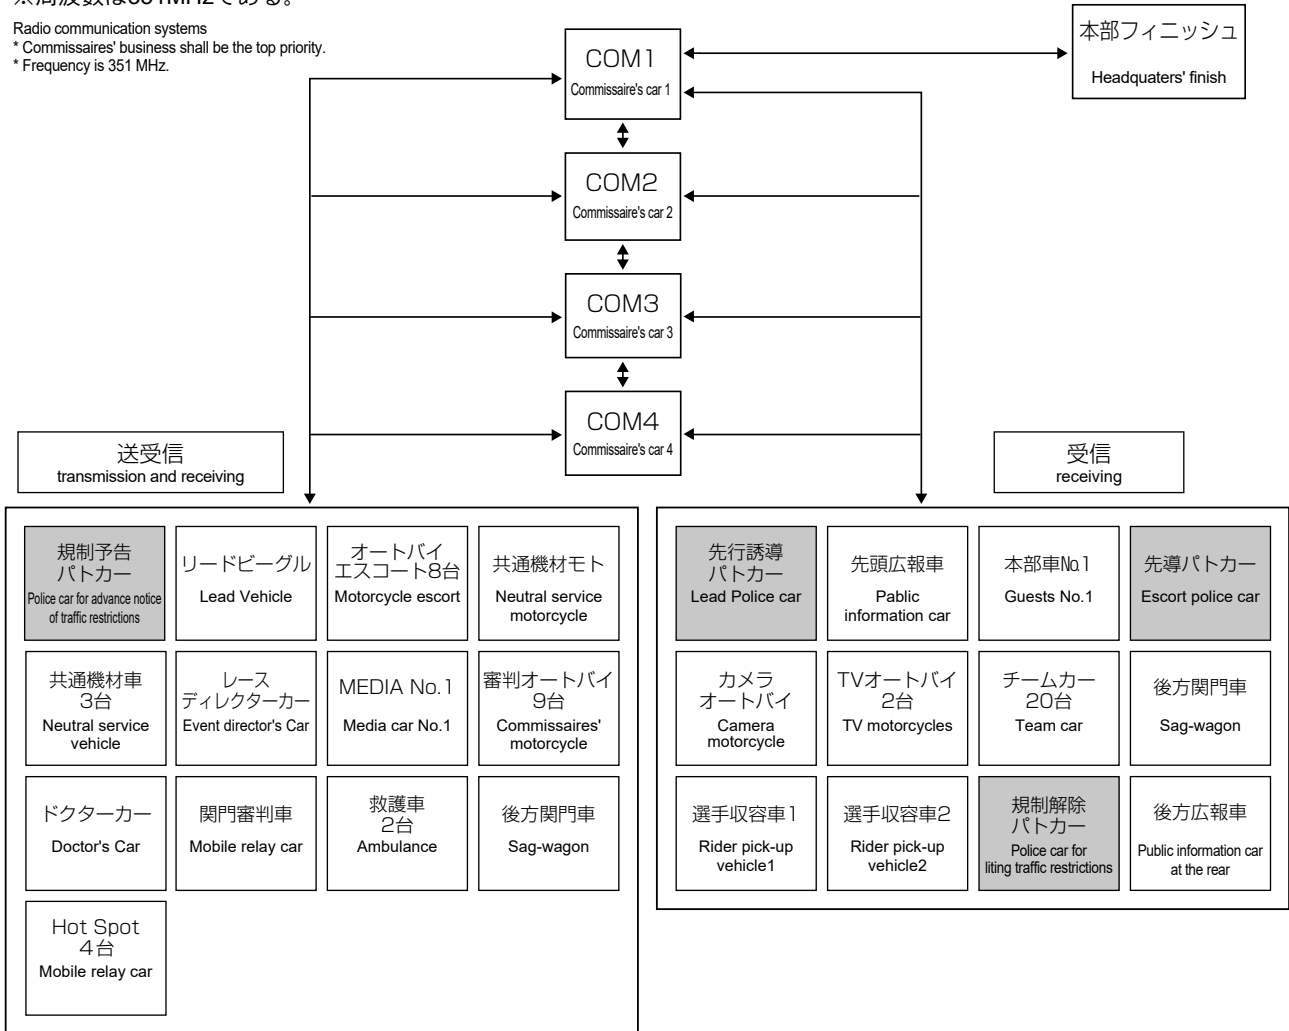 ※周波数は351MHzである。
Radio communication systems
* Commissaires' business shall be the top priority.
* Frequency is 351 MHz.
本部フィニッシュ
Headquaters' finish
COM1
Commissaire's car 1
COM2
Commissaire's car 2
COM3
Commissaire's car 3
COM4
Commissaire's car 4
送受信
transmission and receiving
受信
receiving
規制予告
パトカー
Police car for advance notice
of traffic restrictions
リードビーグル
Lead Vehicle
オートバイ
エスコート8台
Motorcycle escort
共通機材モト
Neutral service
motorcycle
共通機材車
3台
Neutral service
vehicle
レース
ディレクターカー
Event director's Car
MEDIA No.1
Media car No.1
審判オートバイ
9台
Commissaires'
motorcycle
ドクターカー
Doctor's Car
関門審判車
Mobile relay car
救護車
2台
Ambulance
後方関門車
Sag-wagon
Hot Spot
4台
Mobile relay car
先行誘導
パトカー
Lead Police car
先頭広報車
Pablic
information car
本部車№1
Guests No.1
先導パトカー
Escort police car
カメラ
オートバイ
Camera
motorcycle
TVオートバイ
2台
TV motorcycles
チームカー
20台
Team car
後方関門車
Sag-wagon
選手収容車1
Rider pick-up
vehicle1
選手収容車2
Rider pick-up
vehicle2
規制解除
パトカー
Police car for
liting traffic restrictions
後方広報車
Public information car
at the rear